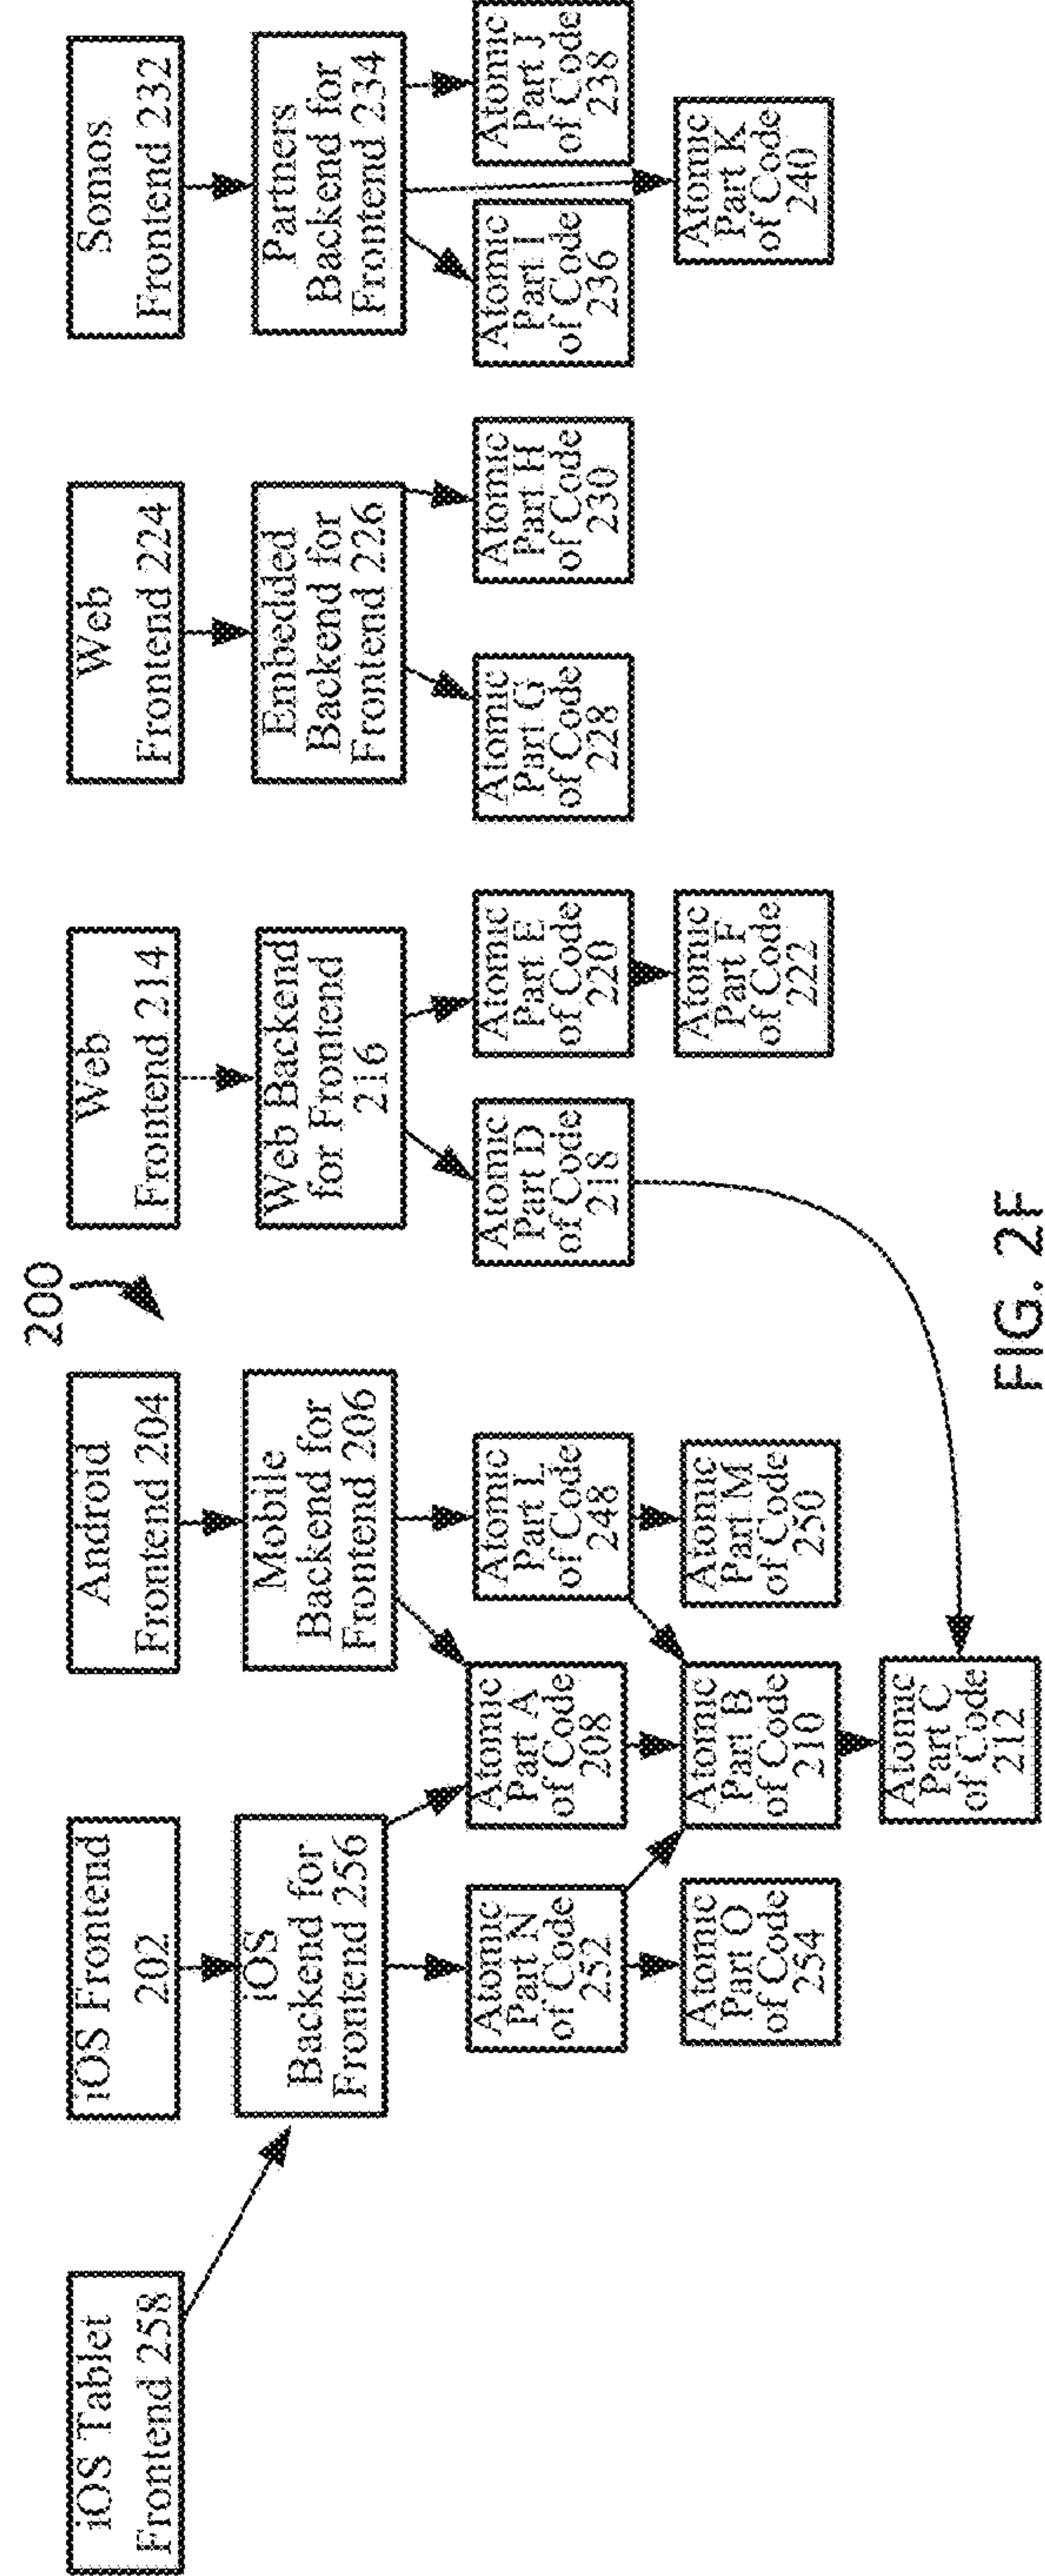 200
iOS Tablet
Frontend 258
iOS Frontend
202
Android
Frontend 204
Web
Frontend 214
Web
Frontend 224
Somos
Frontend 232
iOS
Backend for
Frontend 256
Mobile
Backend for
Frontend 206
Web Backend
for Frontend
216
Embedded
Backend for
Frontend 226
Partners
Backend for
Frontend 234
Atomic
Part N
of Code
252
Atomic
Part A
of Code
208
Atomic
Part L
of Code
248
Atomic
Part D
of Code
218
Atomic
Part E
of Code
220
Atomic
Part G
of Code
228
Atomic
Part H
of Code
230
Atomic
Part I
of Code
236
Atomic
Part J
of Code
238
Atomic
Part O
of Code
254
Atomic
Part B
of Code
210
Atomic
Part M
of Code
250
Atomic
Part F
of Code
222
Atomic
Part K
of Code
240
Atomic
Part C
of Code
212
FIG. 2F